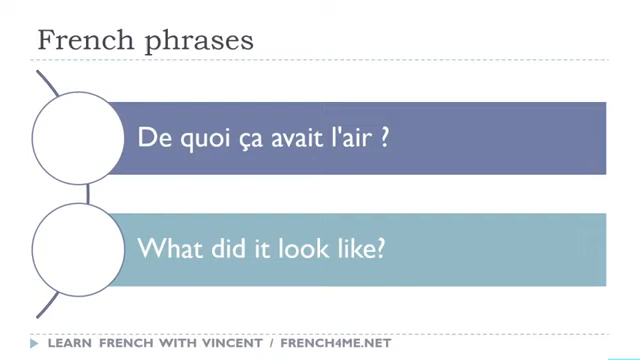 French phrases
De quoi ça avait l'air ?
What did it look like?
LEARN FRENCH WITH VINCENT / FRENCH4ME.NET